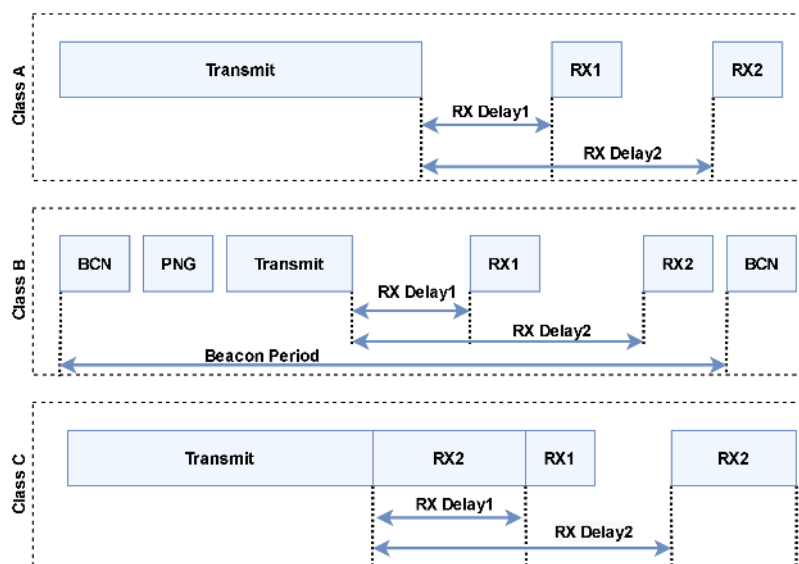 Class A
Transmit
RX1
RX2
RX Delay1
RX Delay2
Class B
BCN
PNG
Transmit
RX1
RX2
BCN
RX Delay1
RX Delay2
Beacon Period
Class C
Transmit
RX2
RX1
RX2
RX Delay1
RX Delay2